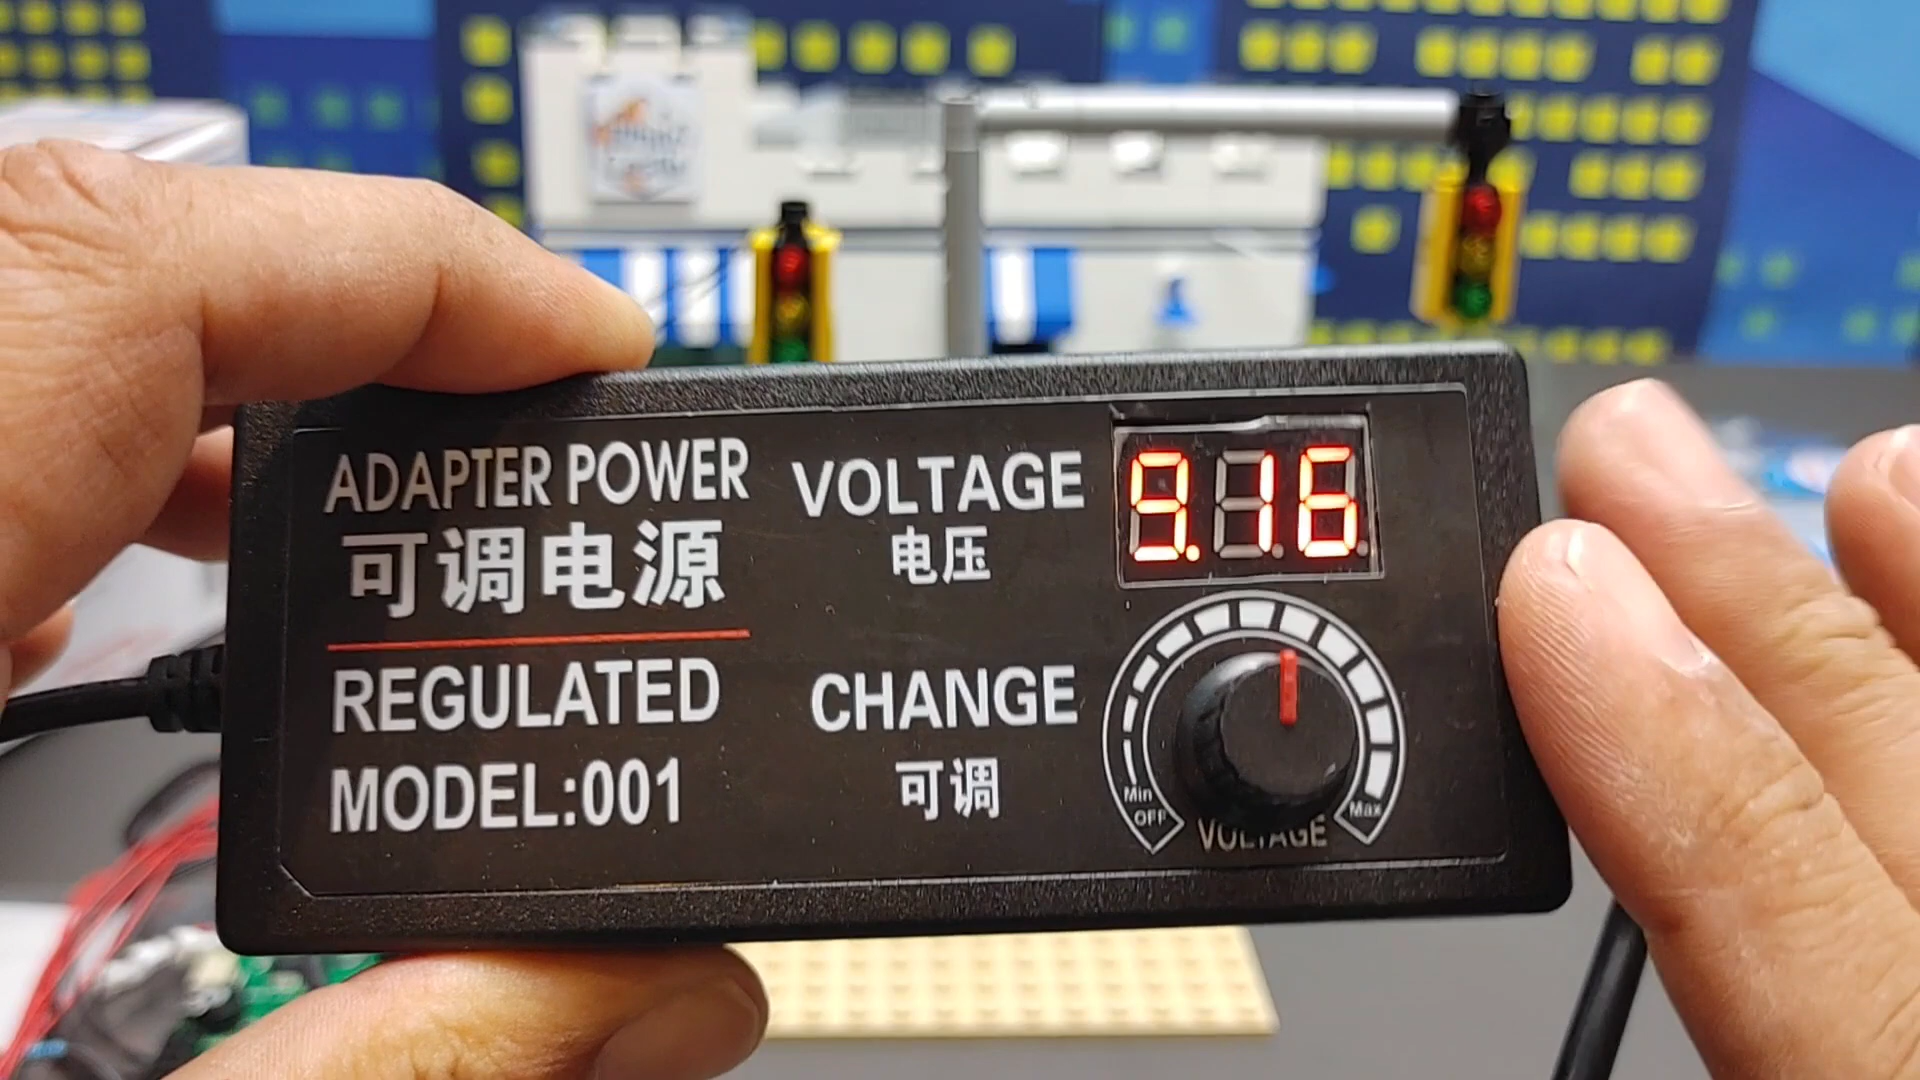 ADAPTER POWER
可调电源
REGULATED
MODEL:001
VOLTAGE
电压
9.16
CHANGE
可调
Min
OFF
Max
VOLTAGE